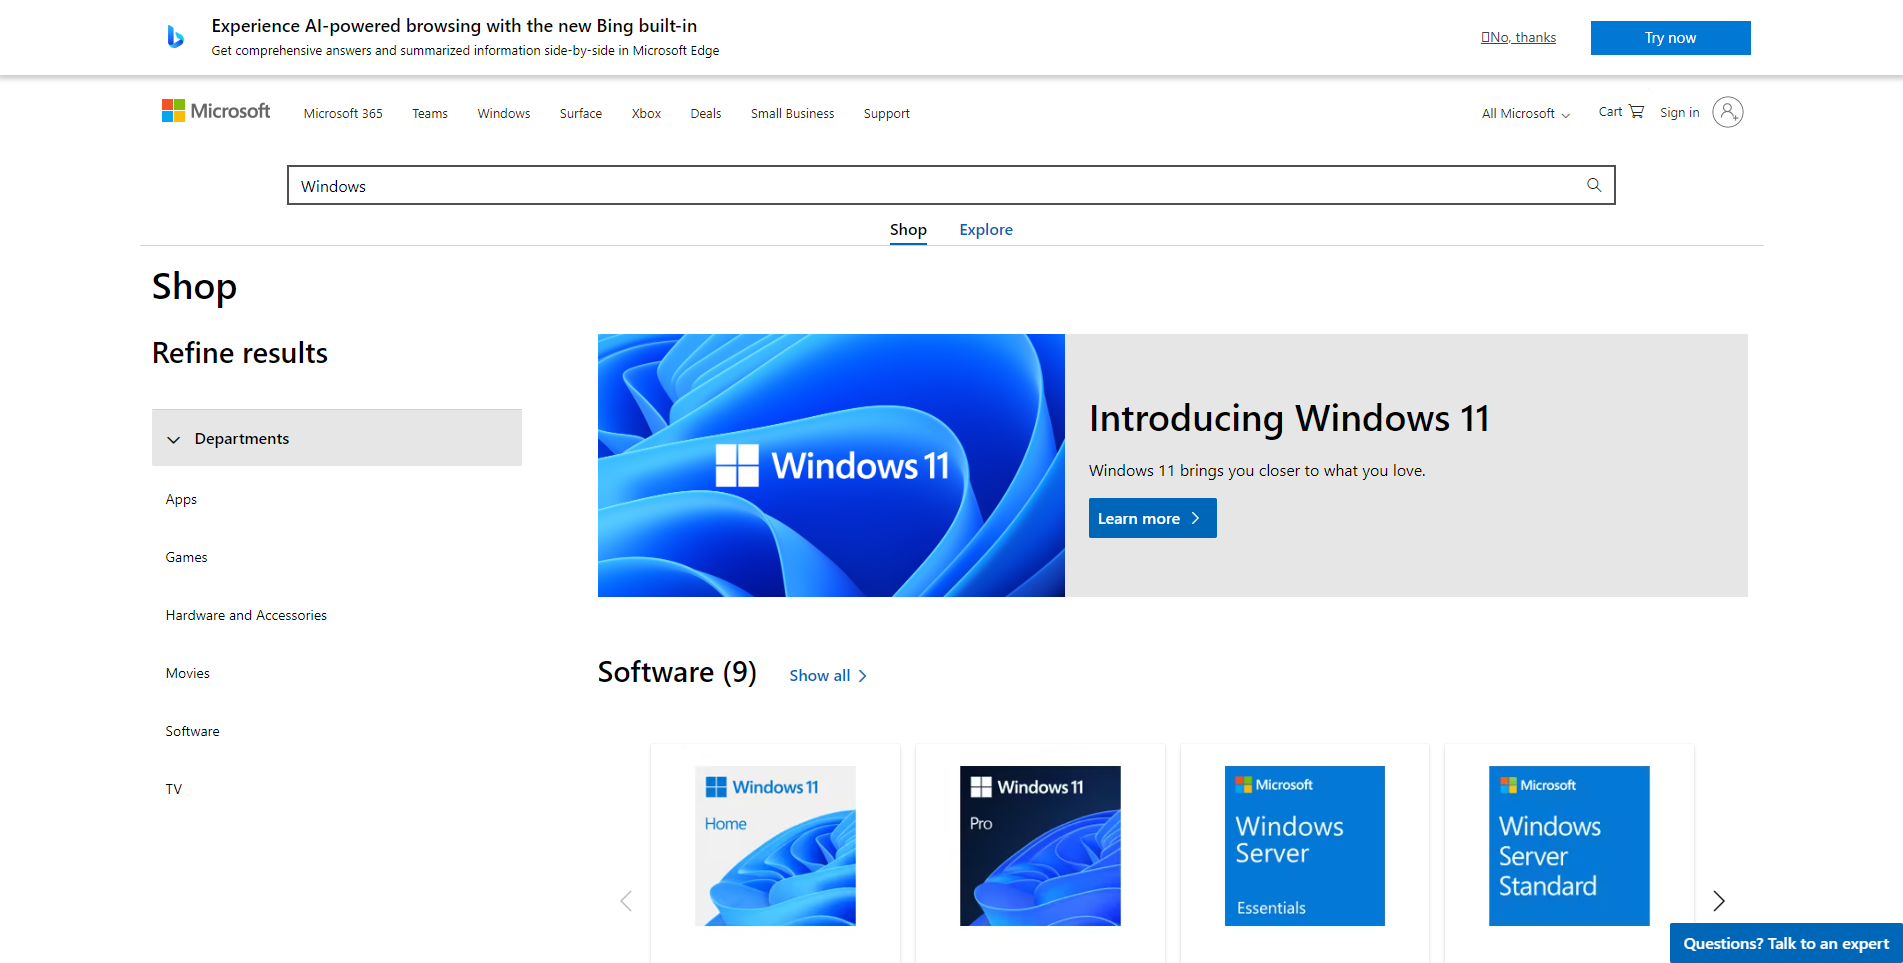 Experience AI-powered browsing with the new Bing built-in
Get comprehensive answers and summarized information side-by-side in Microsoft Edge
No, thanks
Try now
Microsoft
Microsoft 365
Teams
Windows
Surface
Xbox
Deals
Small Business
Support
All Microsoft
Cart
Sign in
Windows
Shop
Explore
Shop
Refine results
Departments
Apps
Games
Hardware and Accessories
Movies
Software
TV
Windows 11
Introducing Windows 11
Windows 11 brings you closer to what you love.
Learn more
Software (9)
Show all
Windows 11
Home
Windows 11
Pro
Microsoft
Windows
Server
Essentials
Microsoft
Windows
Server
Standard
Questions? Talk to an expert